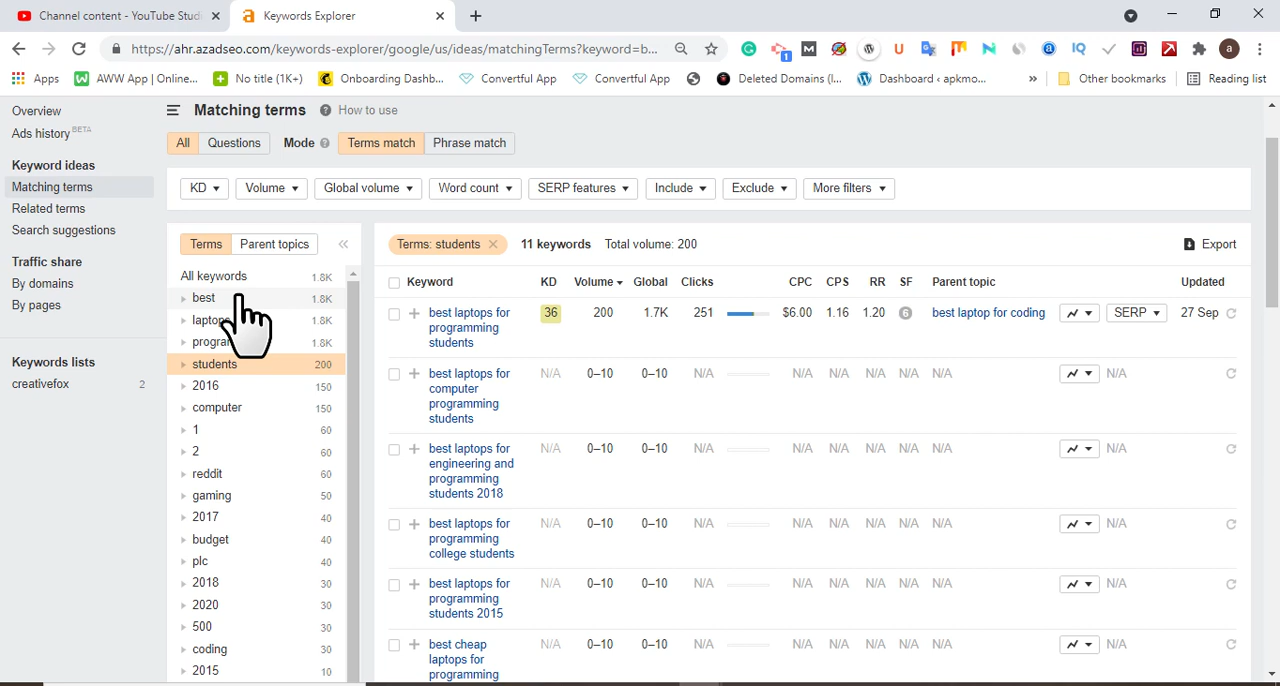 Channel content - YouTube Stud
Keywords Explorer
https://ahr.azadseo.com/keywords-explorer/google/us/ideas/matchingTerms?keyword=b...
Apps
AWW App | Online...
No title (1K+)
Onboarding Dashb...
Convertful App
Convertful App
Deleted Domains (l...
Dashboard ‹ apkmo...
»
Other bookmarks
Reading list
Overview
Ads history BETA
Keyword ideas
Matching terms
Related terms
Search suggestions
Traffic share
By domains
By pages
Keywords lists
creativefox 2
Matching terms ? How to use
All Questions Mode ? Terms match Phrase match
KD Volume Global volume Word count SERP features Include Exclude More filters
Terms Parent topics «
All keywords 1.8K
best 1.8K
laptop 1.8K
progra 1.8K
students 200
2016 150
computer 150
1 60
2 60
reddit 60
gaming 50
2017 40
budget 40
plc 40
2018 30
2020 30
500 30
coding 30
2015 10
Terms: students 11 keywords Total volume: 200 Export
Keyword KD Volume Global Clicks CPC CPS RR SF Parent topic Updated
best laptops for programming students 36 200 1.7K 251 $6.00 1.16 1.20 6 best laptop for coding SERP 27 Sep
best laptops for computer programming students N/A 0–10 0–10 N/A N/A N/A N/A N/A N/A N/A
best laptops for engineering and programming students 2018 N/A 0–10 0–10 N/A N/A N/A N/A N/A N/A N/A
best laptops for programming college students N/A 0–10 0–10 N/A N/A N/A N/A N/A N/A N/A
best laptops for programming students 2015 N/A 0–10 0–10 N/A N/A N/A N/A N/A N/A N/A
best cheap laptops for programming N/A 0–10 0–10 N/A N/A N/A N/A N/A N/A N/A